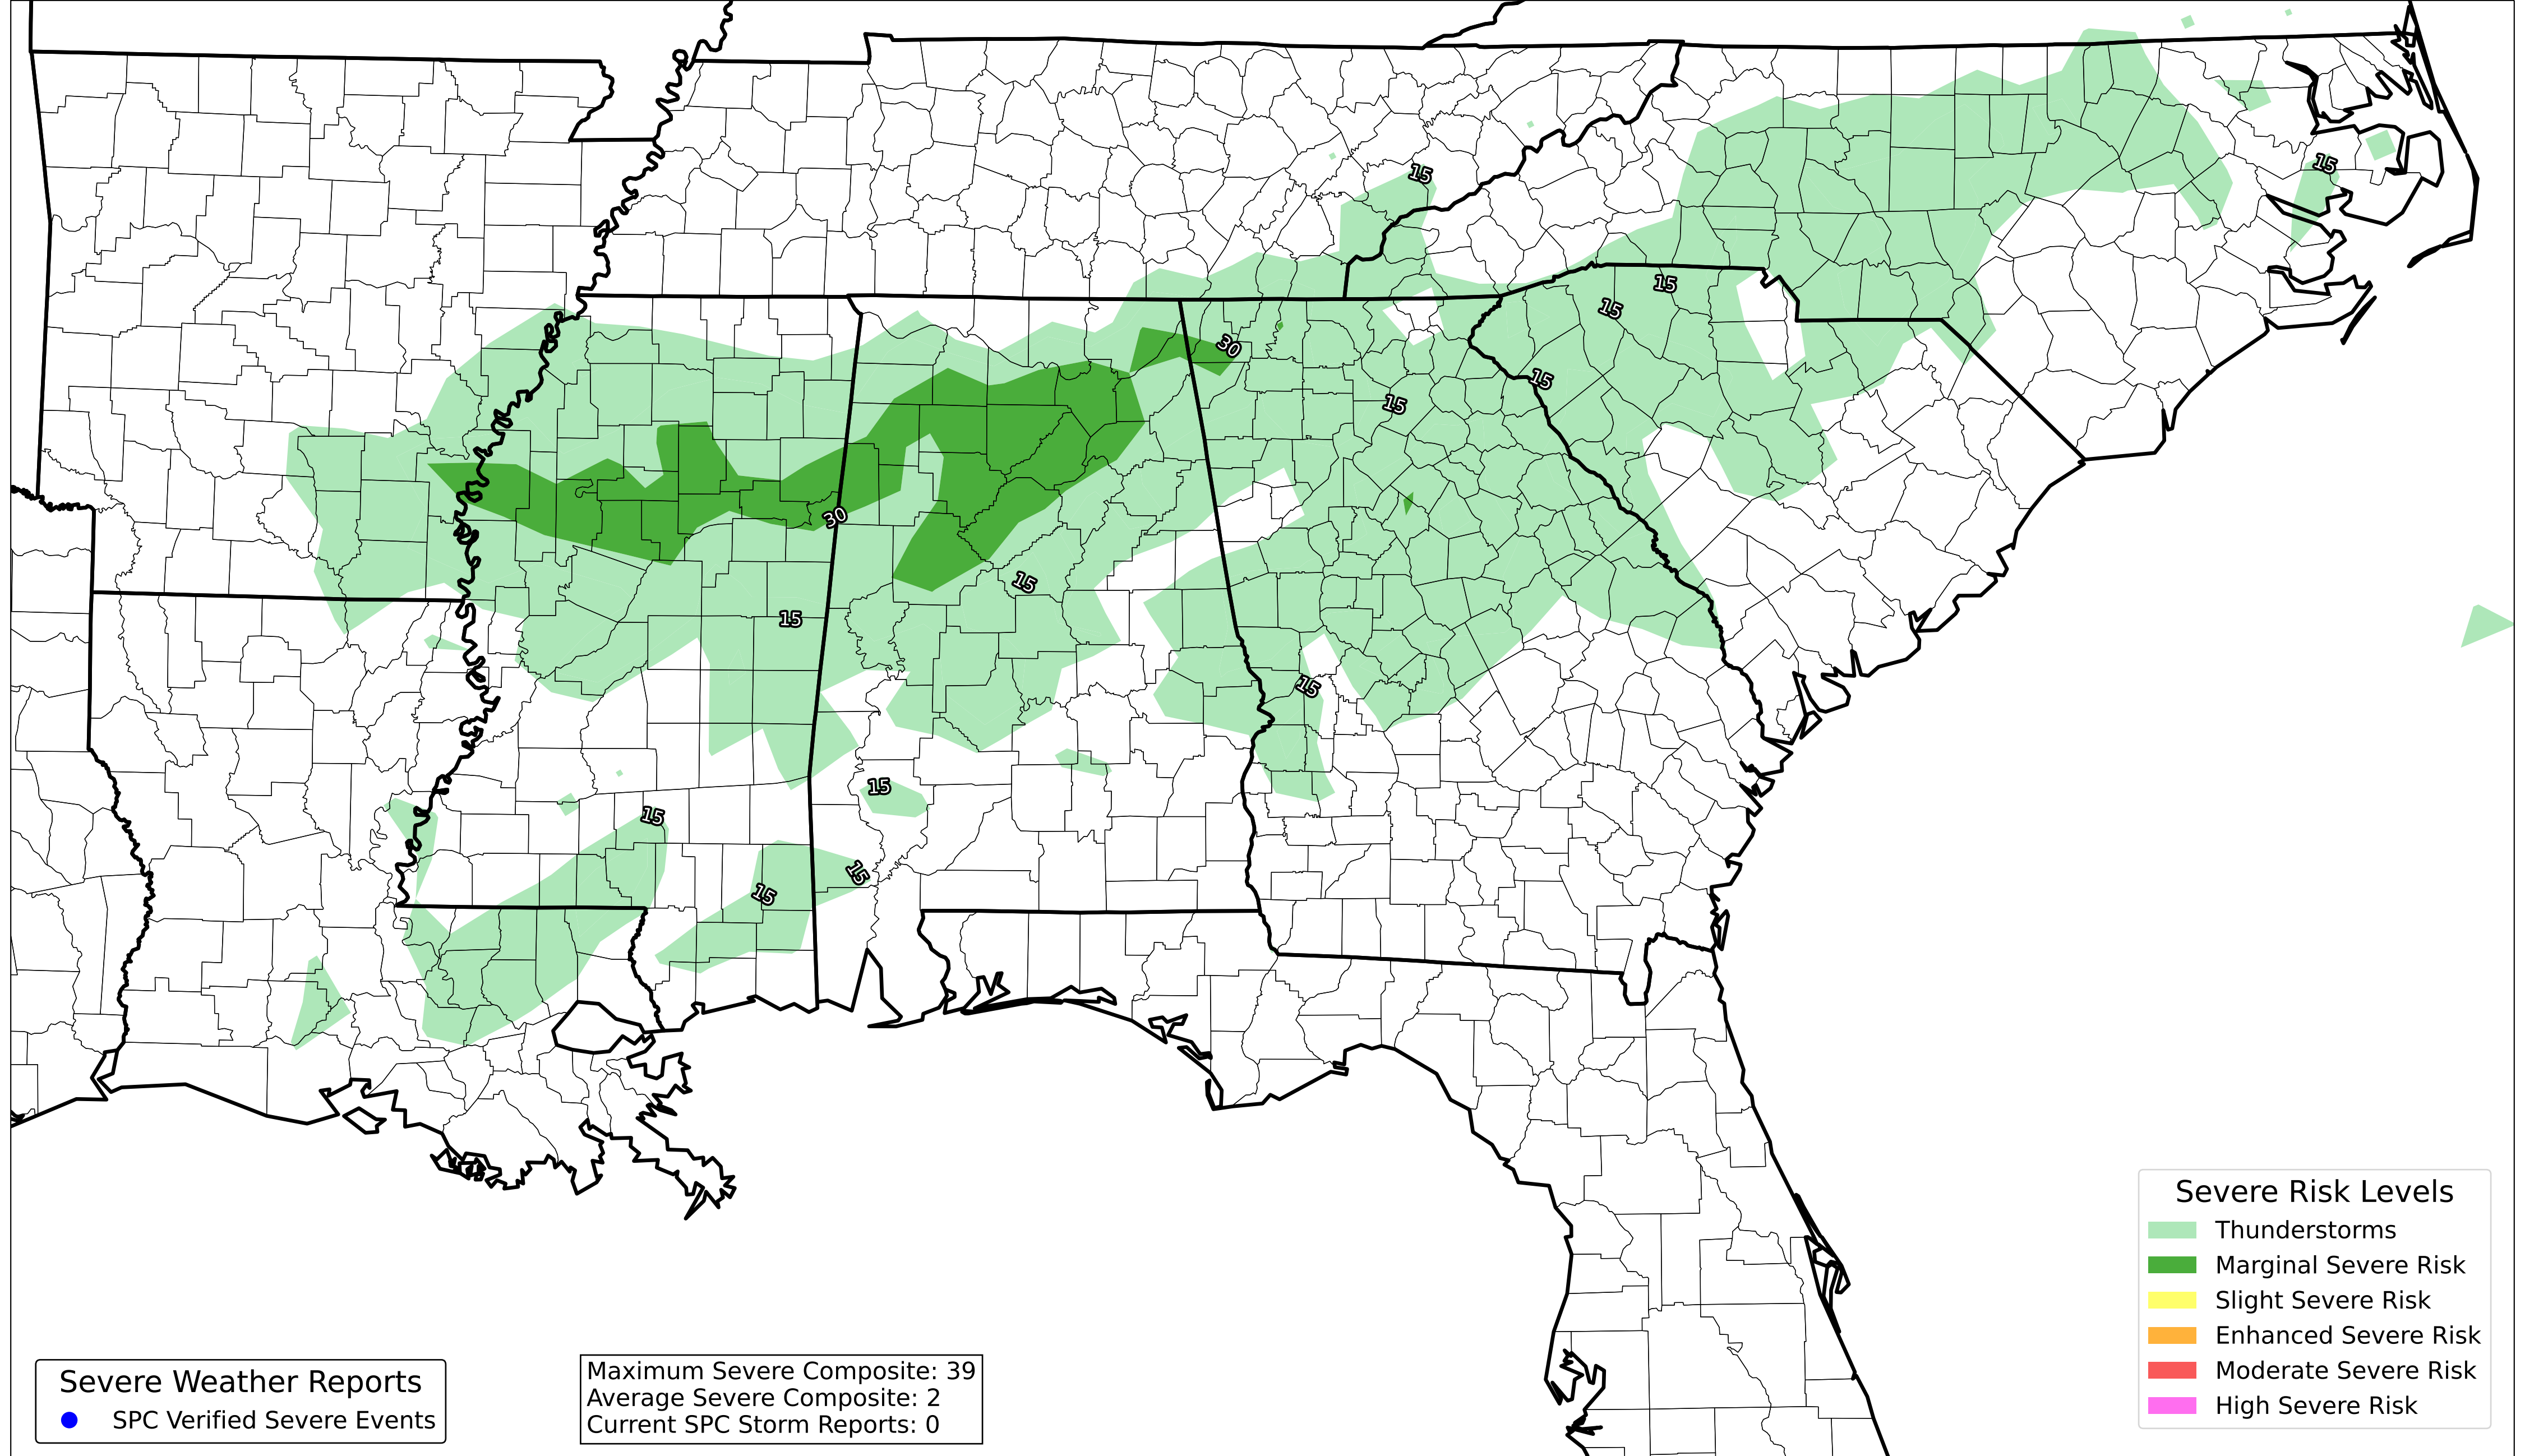 15
15
15
15
30
15
15
30
15
15
15
15
15
15
15
Severe Risk Levels
Thunderstorms
Marginal Severe Risk
Slight Severe Risk
Enhanced Severe Risk
Moderate Severe Risk
High Severe Risk
Severe Weather Reports
SPC Verified Severe Events
Maximum Severe Composite: 39
Average Severe Composite: 2
Current SPC Storm Reports: 0